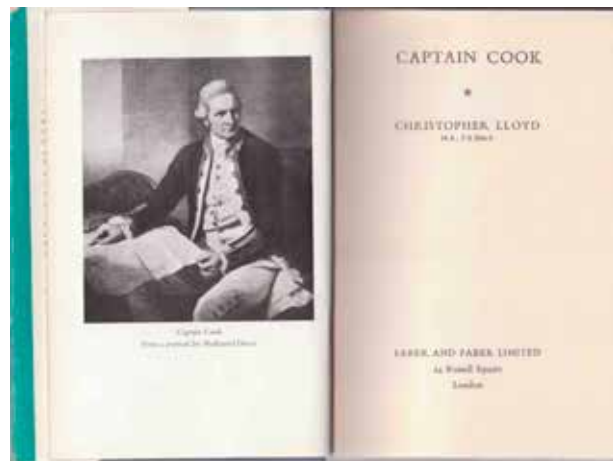 Captain Cook
From a portrait by Nathaniel Dance
CAPTAIN COOK
*
CHRISTOPHER LLOYD
FABER AND FABER LIMITED
24 Russell Square
London